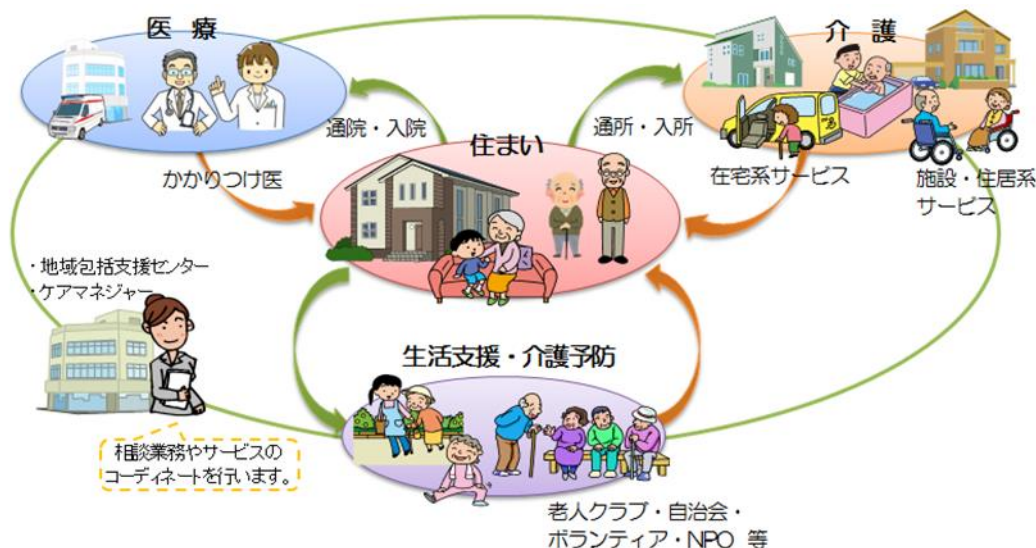 医 療
介 護
通院・入院
通所・入所
住まい
かかりつけ医
在宅系サービス
施設・住居系
サービス
・地域包括支援センター
・ケアマネジャー
生活支援・介護予防
相談業務やサービスの
コーディネートを行います。
老人クラブ・自治会・
ボランティア・NPO 等